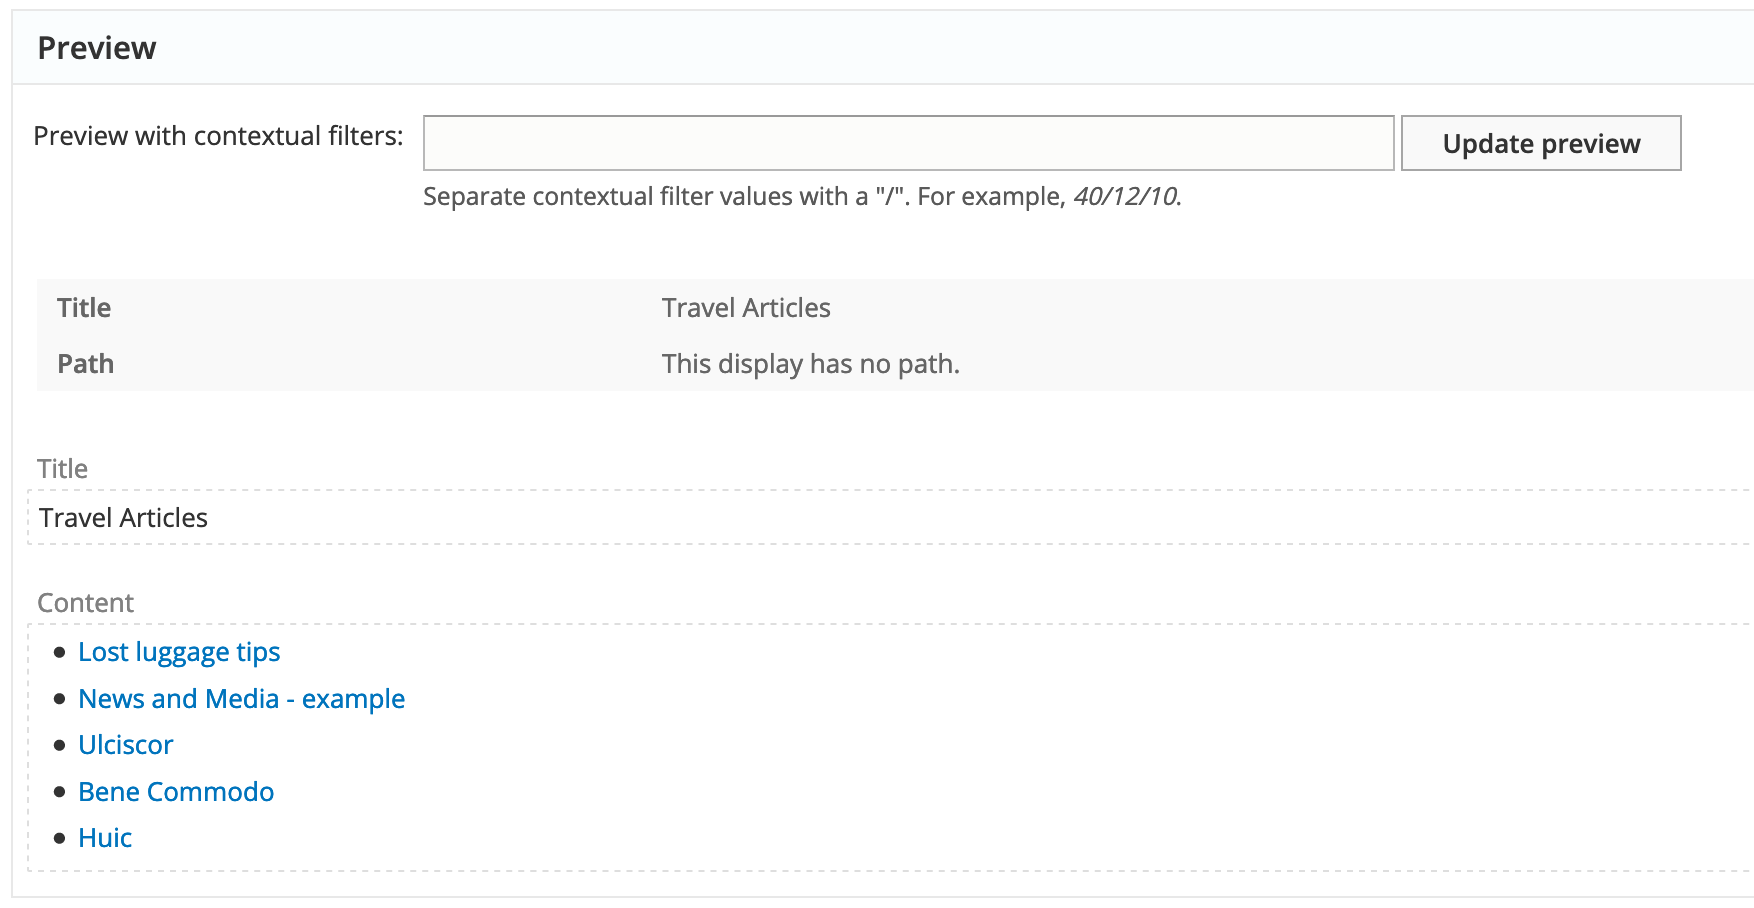 Preview
Preview with contextual filters:
Update preview
Separate contextual filter values with a "/". For example, 40/12/10.
Title Travel Articles
Path This display has no path.
Title
Travel Articles
Content
Lost luggage tips
News and Media - example
Ulciscor
Bene Commodo
Huic